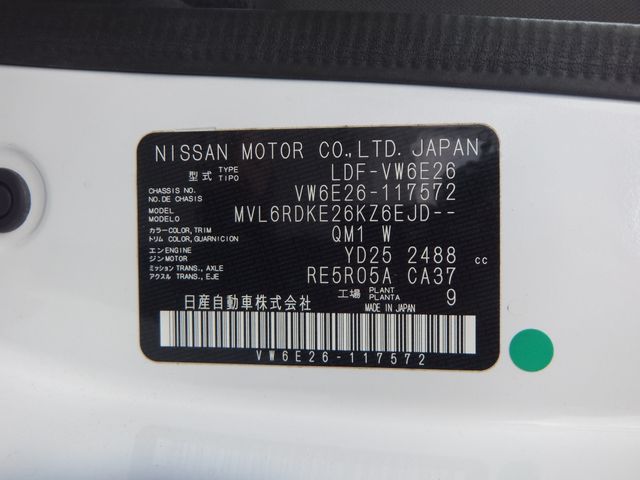 NISSAN MOTOR CO.,LTD. JAPAN
型式 TYPE TIPO LDF-VW6E26
CHASSIS NO. NO. DE CHASIS VW6E26-117572
MODEL MODELO MVL6RDKE26KZ6EJD--
カラー COLOR, TRIM トリム COLOR, GUARNICION QM1 W
エンジン ENGINE MOTOR YD25 2488 cc
ミッション TRANS., AXLE アクスル TRANS., EJE RE5R05A CA37
工場 PLANT PLANTA 9
日産自動車株式会社 MADE IN JAPAN
VW6E26-117572